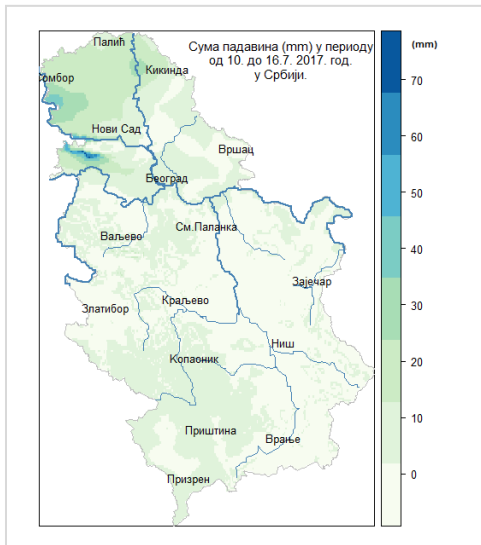 Сума падавина (mm) у периоду
од 10. до 16.7. 2017. год.
у Србији.
(mm)
Палић
Кикинда
омбор
Нови Сад
Вршац
Београд
См.Паланка
Ваљево
Зајечар
Златибор
Краљево
Ниш
Копаоник
Приштина
Врање
Призрен
70
60
50
40
30
20
10
0